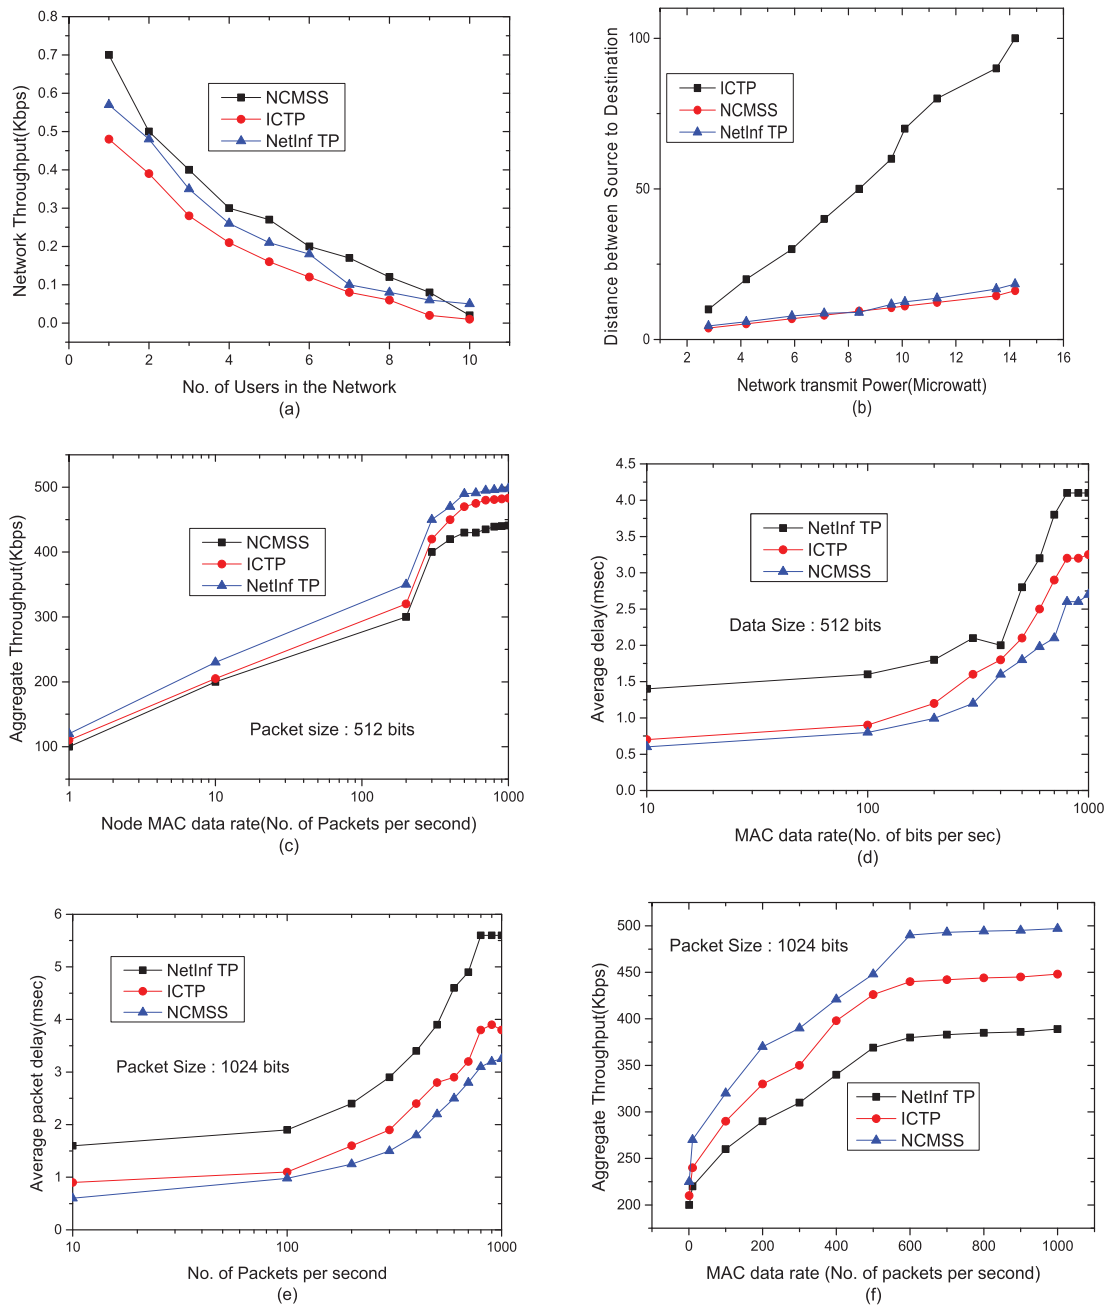 0.8
0.7
0.6
0.5
0.4
0.3
0.2
0.1
0.0
Network Throughput(Kbps)
NCMSS
ICTP
NetInf TP
0 2 4 6 8 10
No. of Users in the Network
(a)
100
50
0
Distance between Source to Destination
ICTP
NCMSS
NetInf TP
2 4 6 8 10 12 14 16
Network transmit Power(Microwatt)
(b)
500
400
300
200
100
Aggregate Throughput(Kbps)
NCMSS
ICTP
NetInf TP
Packet size : 512 bits
1 10 100 1000
Node MAC data rate(No. of Packets per second)
(c)
4.5
4.0
3.5
3.0
2.5
2.0
1.5
1.0
0.5
0.0
Average delay(msec)
NetInf TP
ICTP
NCMSS
Data Size : 512 bits
10 100 1000
MAC data rate(No. of bits per sec)
(d)
6
5
4
3
2
1
0
Average packet delay(msec)
NetInf TP
ICTP
NCMSS
Packet Size : 1024 bits
10 100 1000
No. of Packets per second
(e)
500
450
400
350
300
250
200
Aggregate Throughput(Kbps)
Packet Size : 1024 bits
NetInf TP
ICTP
NCMSS
0 200 400 600 800 1000
MAC data rate (No. of packets per second)
(f)